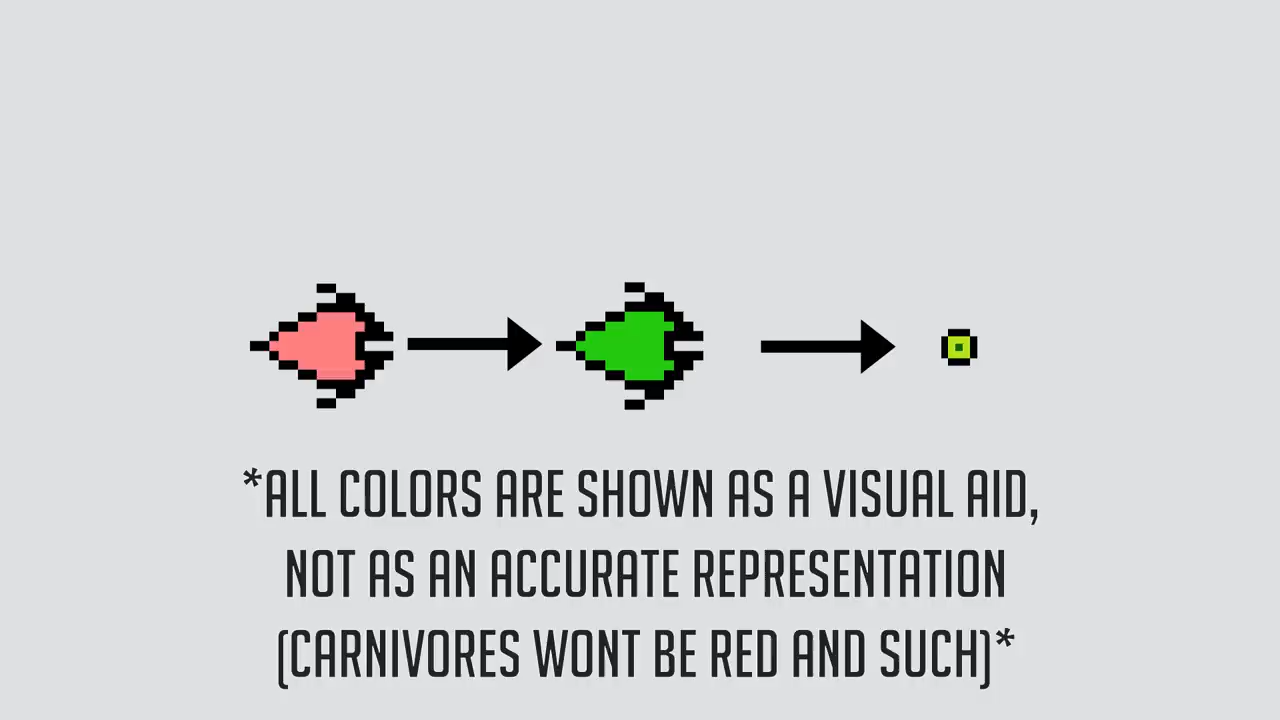 *ALL COLORS ARE SHOWN AS A VISUAL AID,
NOT AS AN ACCURATE REPRESENTATION
(CARNIVORES WONT BE RED AND SUCH)*